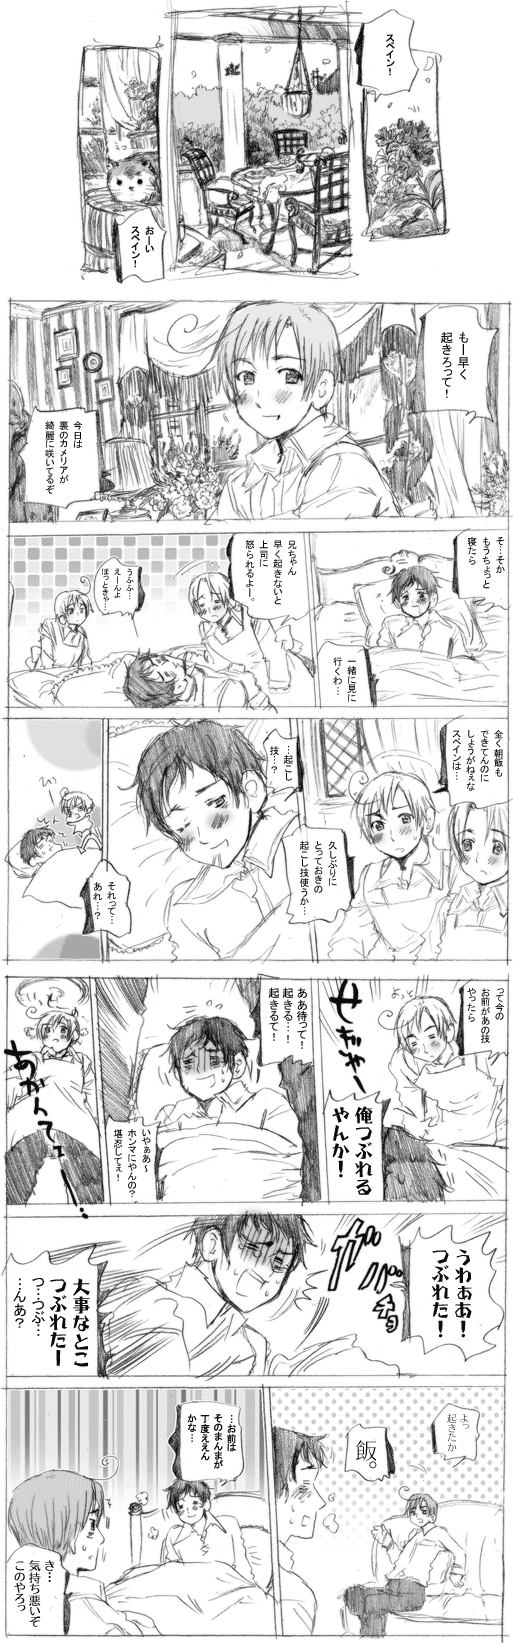 スペイン！
おーい
スペイン！
もー早く
起きろって！
今日は
裏のカメリアが
綺麗に咲いてるぞ
そ…そか
もうちょっと
寝たら
一緒に見に
行くわ…
兄ちゃん
早く起きないと
上司に
怒られるよー。
うふふ…
えーんよ
ほっときゃ…
全く朝飯も
できてんのに
しょうがねぇな
スペインは…
久しぶりに
とっておきの
起こし技使うか…
…起こし
技…？
それって…
あれ…？
って今の
お前があの技
やったら
よっと
せぎゃー
俺つぶれる
やんか！
ああ待って！
起きる…！
起きるて！
いやぁあ～
ホンマにやんの？
堪忍してぇ！
あかんてェー…！
うわぁあ！
つぶれた！
ガバッ
大事なとこ
つぶれたー
つ…つぶ…
…んあ？
よっ
起きたか
飯。
…お前は
そのまんまが
丁度ええん
かな…
き…
気持ち悪いぞ
このやろっ